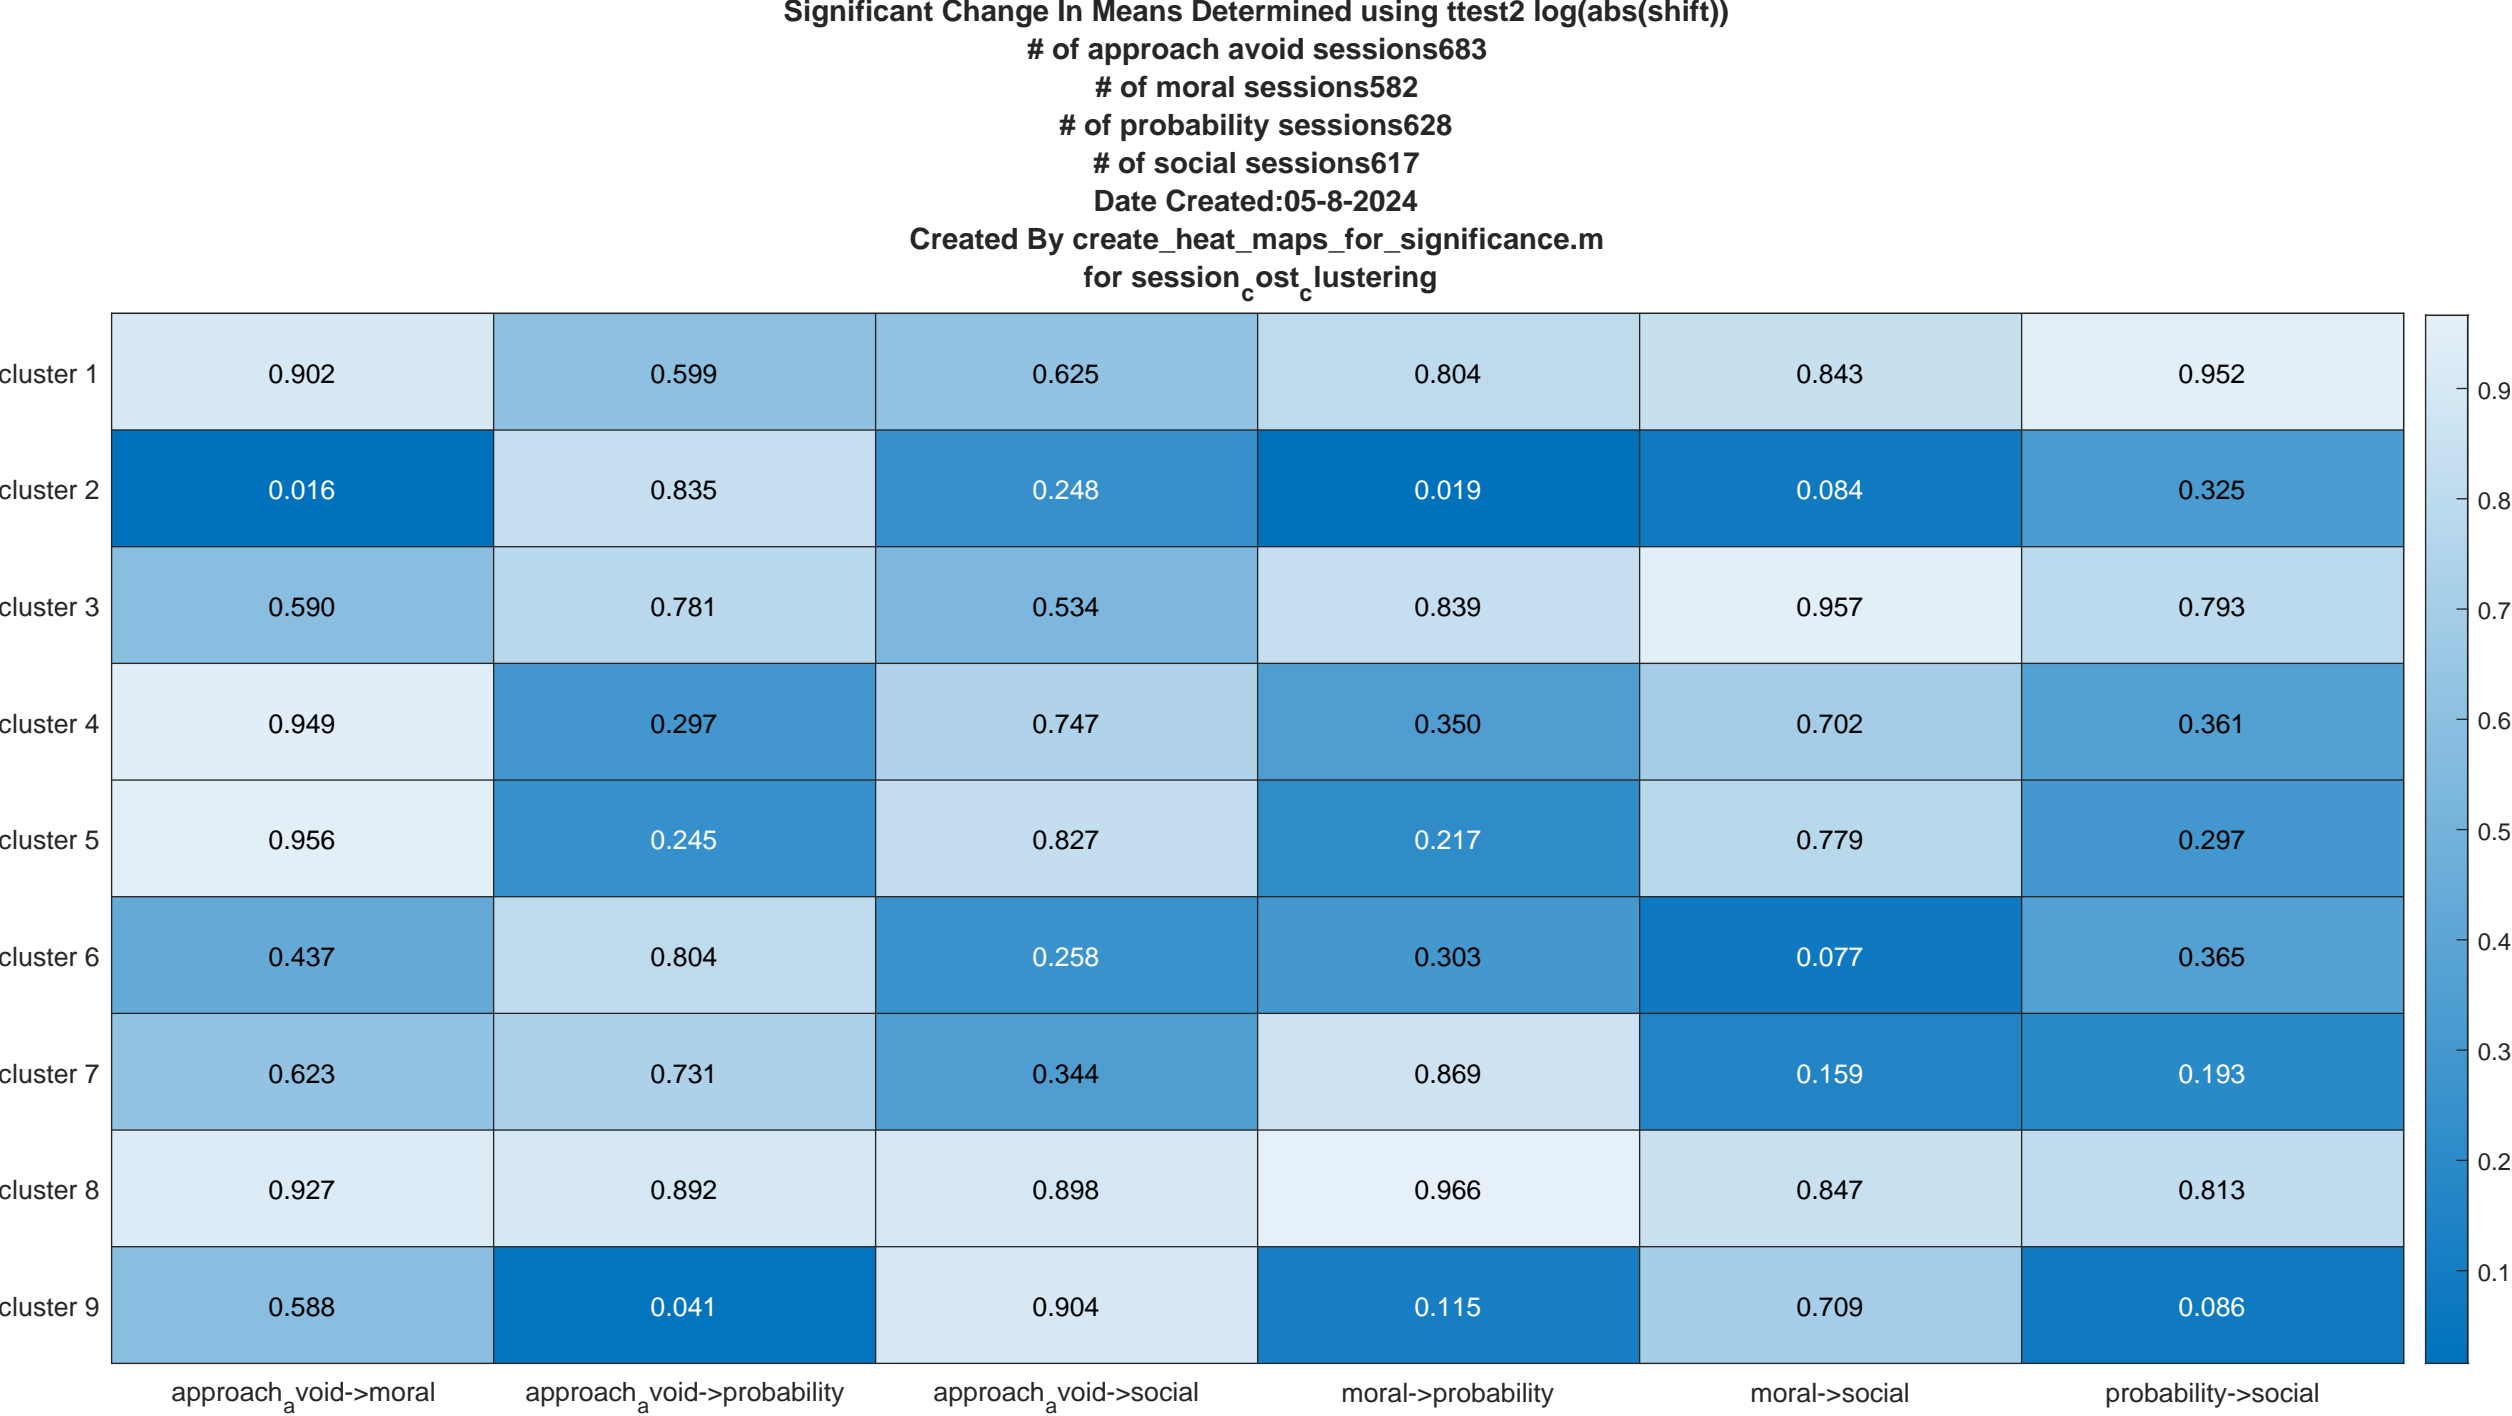 Significant Change In Means Determined using ttest2 log(abs(shift))
# of approach avoid sessions683
# of moral sessions582
# of probability sessions628
# of social sessions617
Date Created:05-8-2024
Created By create_heat_maps_for_significance.m
for session_cost_clustering
cluster 1 0.902 0.599 0.625 0.804 0.843 0.952
cluster 2 0.016 0.835 0.248 0.019 0.084 0.325
cluster 3 0.590 0.781 0.534 0.839 0.957 0.793
cluster 4 0.949 0.297 0.747 0.350 0.702 0.361
cluster 5 0.956 0.245 0.827 0.217 0.779 0.297
cluster 6 0.437 0.804 0.258 0.303 0.077 0.365
cluster 7 0.623 0.731 0.344 0.869 0.159 0.193
cluster 8 0.927 0.892 0.898 0.966 0.847 0.813
cluster 9 0.588 0.041 0.904 0.115 0.709 0.086
approach_avoid->moral approach_avoid->probability approach_avoid->social moral->probability moral->social probability->social
0.9
0.8
0.7
0.6
0.5
0.4
0.3
0.2
0.1